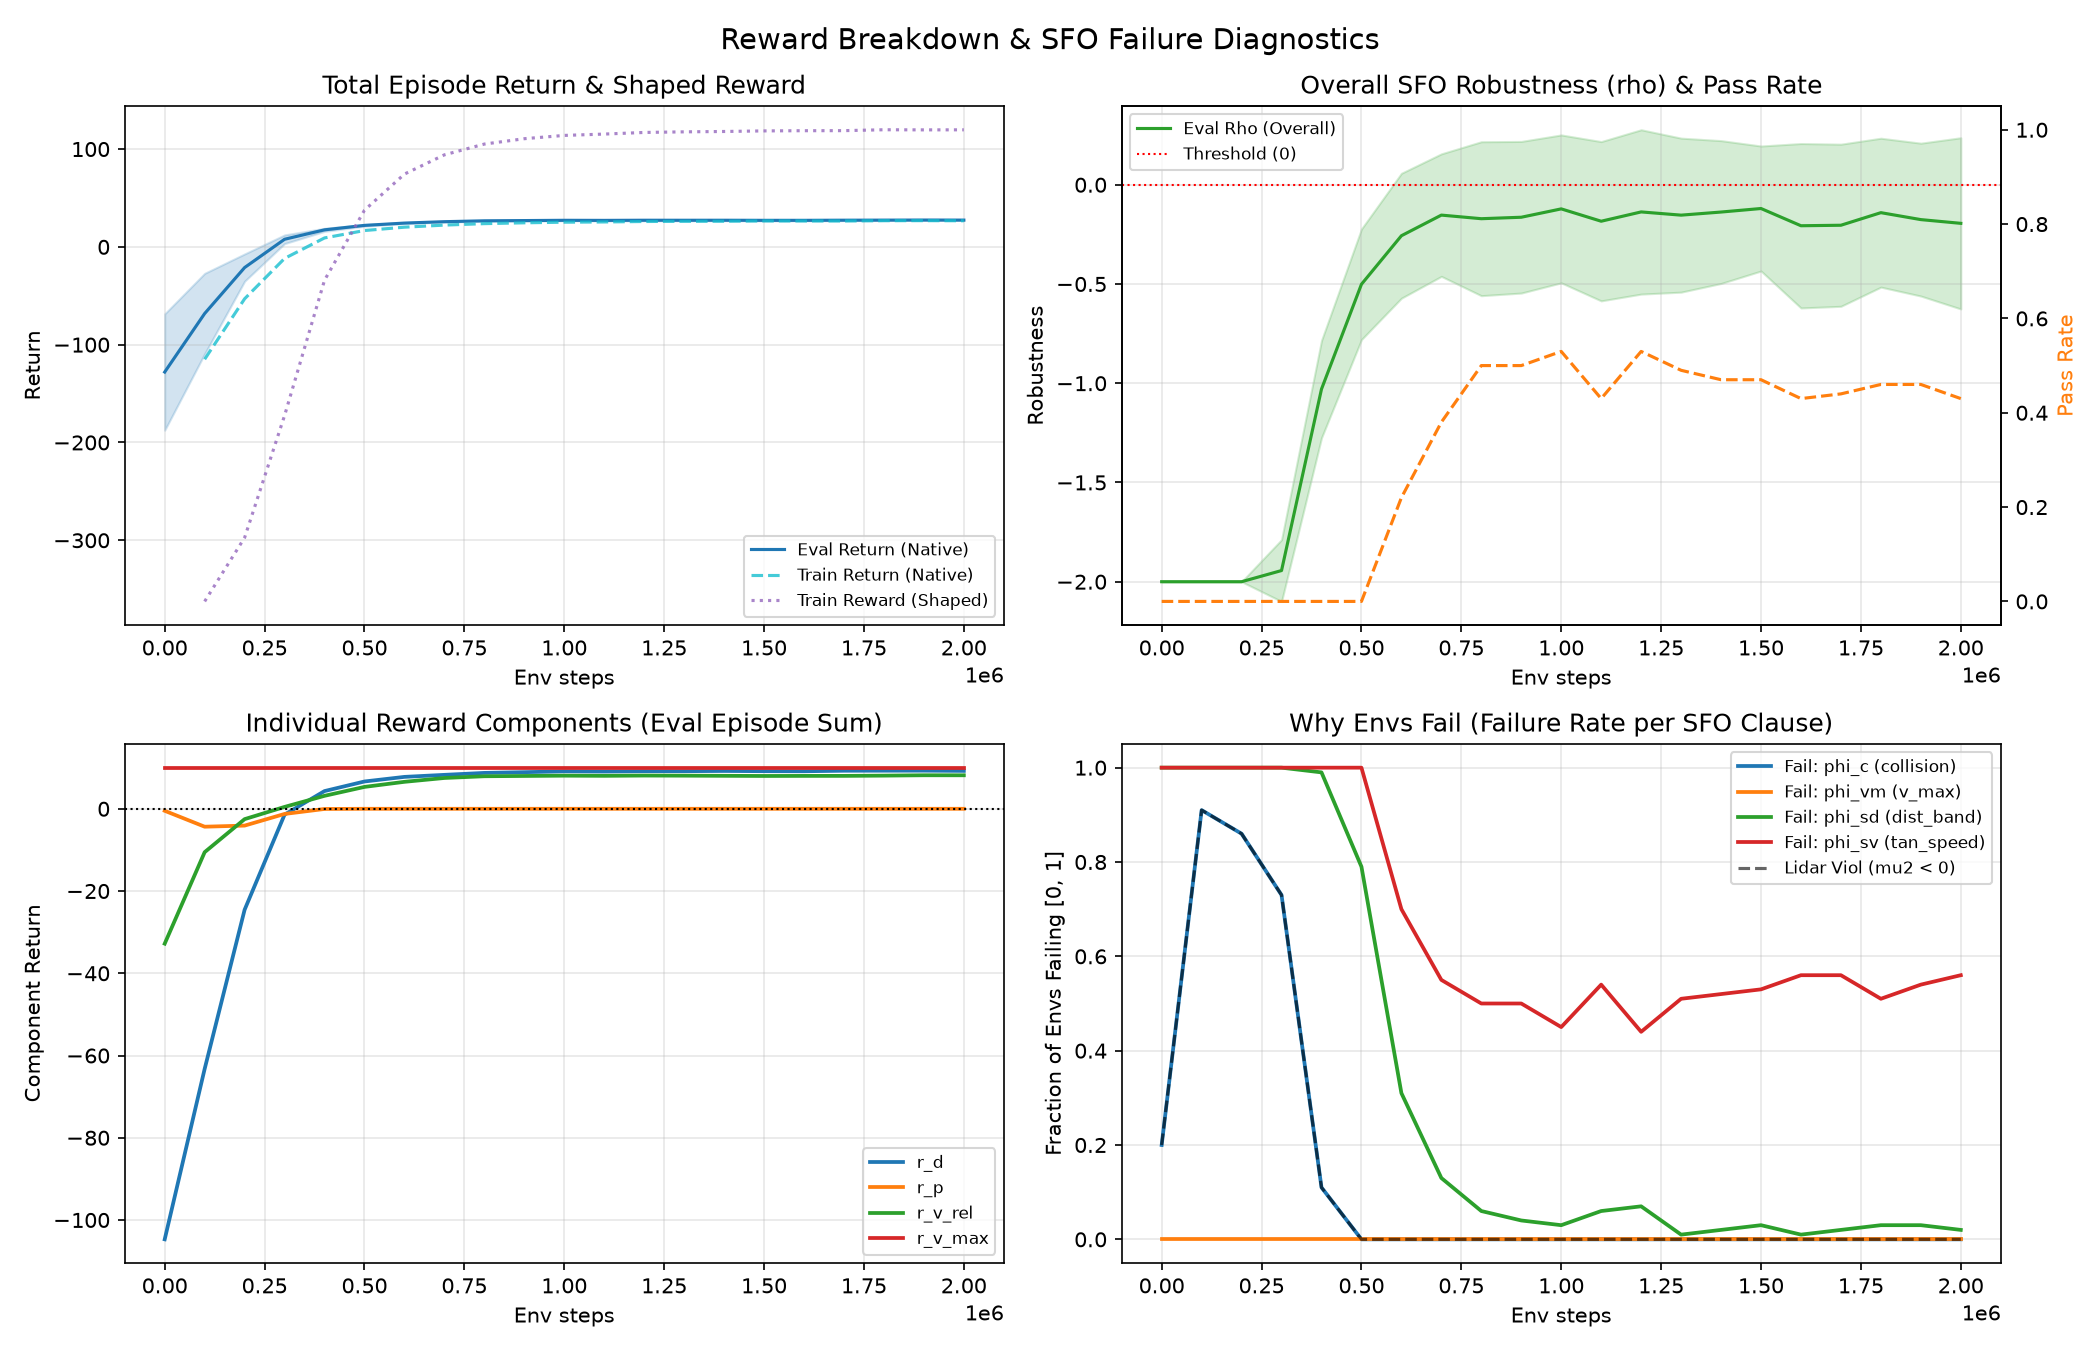 Reward Breakdown & SFO Failure Diagnostics
Total Episode Return & Shaped Reward
Return
100
0
−100
−200
−300
Eval Return (Native)
Train Return (Native)
Train Reward (Shaped)
0.00 0.25 0.50 0.75 1.00 1.25 1.50 1.75 2.00
1e6
Env steps
Overall SFO Robustness (rho) & Pass Rate
Robustness
0.0
−0.5
−1.0
−1.5
−2.0
Eval Rho (Overall)
Threshold (0)
1.0
0.8
0.6
0.4
0.2
0.0
Pass Rate
0.00 0.25 0.50 0.75 1.00 1.25 1.50 1.75 2.00
1e6
Env steps
Individual Reward Components (Eval Episode Sum)
Component Return
0
−20
−40
−60
−80
−100
r_d
r_p
r_v_rel
r_v_max
0.00 0.25 0.50 0.75 1.00 1.25 1.50 1.75 2.00
1e6
Env steps
Why Envs Fail (Failure Rate per SFO Clause)
Fraction of Envs Failing [0, 1]
1.0
0.8
0.6
0.4
0.2
0.0
Fail: phi_c (collision)
Fail: phi_vm (v_max)
Fail: phi_sd (dist_band)
Fail: phi_sv (tan_speed)
Lidar Viol (mu2 < 0)
0.00 0.25 0.50 0.75 1.00 1.25 1.50 1.75 2.00
1e6
Env steps